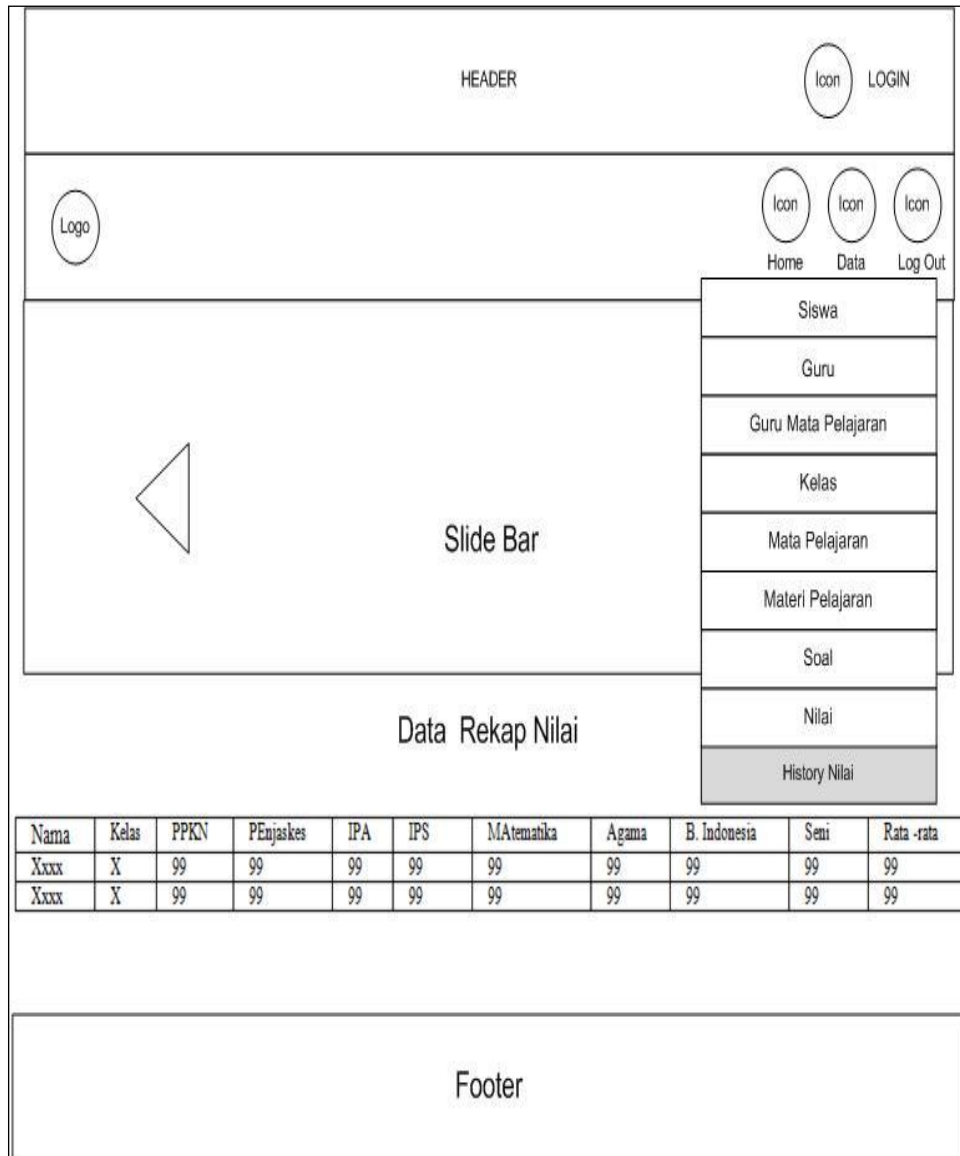 HEADER
Icon LOGIN
Logo
Icon Icon Icon
Home Data Log Out
Siswa
Guru
Guru Mata Pelajaran
Kelas
Mata Pelajaran
Materi Pelajaran
Soal
Nilai
History Nilai
Slide Bar
Data Rekap Nilai
Nama Kelas PPKN PEnjaskes IPA IPS MAtematika Agama B. Indonesia Seni Rata -rata
Xxxx X 99 99 99 99 99 99 99 99 99
Xxxx X 99 99 99 99 99 99 99 99 99
Footer